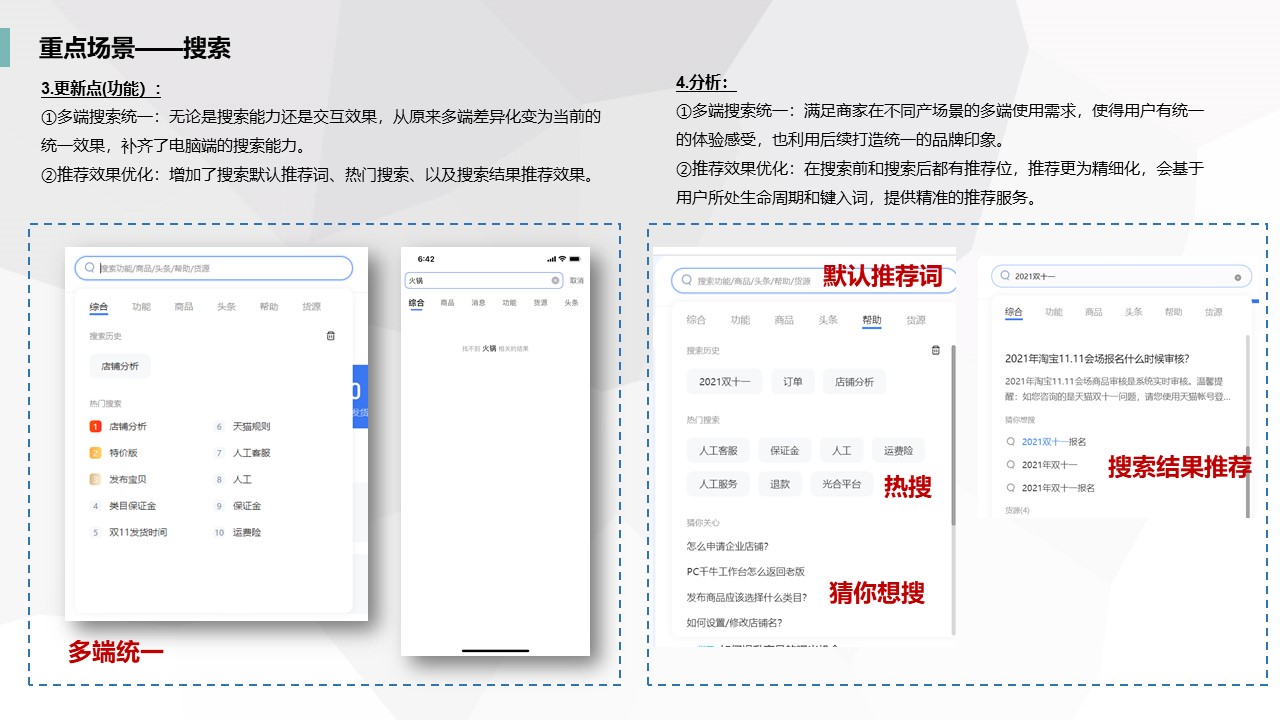 重点场景——搜索
3.更新点(功能）:
①多端搜索统一：无论是搜索能力还是交互效果，从原来多端差异化变为当前的
统一效果，补齐了电脑端的搜索能力。
②推荐效果优化：增加了搜索默认推荐词、热门搜索、以及搜索结果推荐效果。
4.分析：
①多端搜索统一：满足商家在不同产场景的多端使用需求，使得用户有统一
的体验感受，也利用后续打造统一的品牌印象。
②推荐效果优化：在搜索前和搜索后都有推荐位，推荐更为精细化，会基于
用户所处生命周期和键入词，提供精准的推荐服务。
搜索功能/商品/头条/帮助/货源
综合 功能 商品 头条 帮助 货源
搜索历史
店铺分析
热门搜索
1 店铺分析 6 天猫规则
2 特价版 7 人工客服
发布宝贝 8 人工
4 类目保证金 9 保证金
5 双11发货时间 10 运费险
0
发货
多端统一
6:42
火锅 取消
综合 商品 消息 功能 货源 头条
找不到 火锅 相关的结果
搜索功能/商品/头条/帮助/货源 默认推荐词
综合 功能 商品 头条 帮助 货源
搜索历史
2021双十一 订单 店铺分析
热门搜索
人工客服 保证金 人工 运费险
人工服务 退款 光合平台 热搜
猜你关心
怎么申请企业店铺?
PC千牛工作台怎么返回老版
发布商品应该选择什么类目?
猜你想搜
如何设置/修改店铺名?
2021双十一
综合 功能 商品 头条 帮助 货源
2021年淘宝11.11会场报名什么时候审核?
2021年淘宝11.11会场商品审核是系统实时审核。温馨提
醒：如您咨询的是天猫双十一问题，请您使用天猫帐号登...
猜你想搜
2021双十一报名
2021年双十一
搜索结果推荐
2021年双十一报名
货源(4)